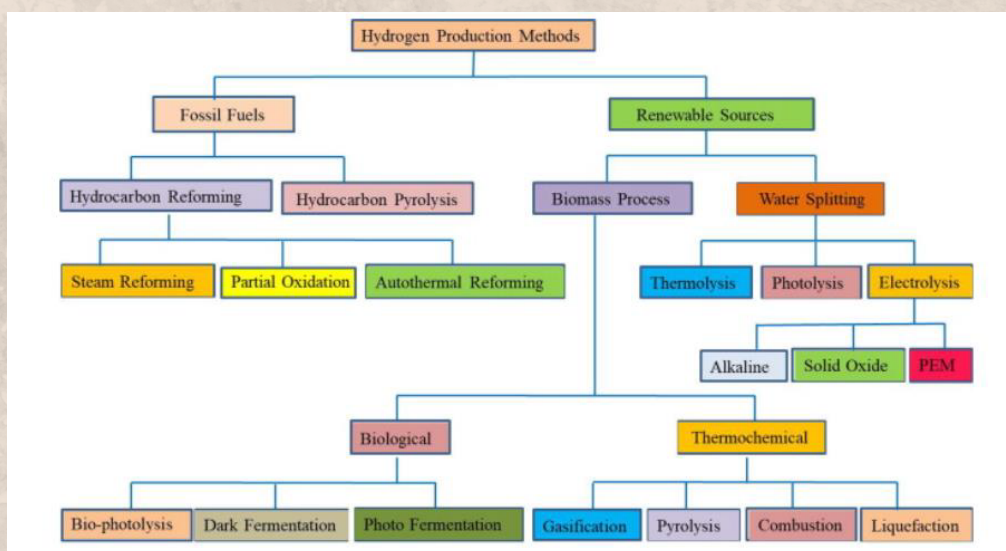 Hydrogen Production Methods
Fossil Fuels
Renewable Sources
Hydrocarbon Reforming
Hydrocarbon Pyrolysis
Biomass Process
Water Splitting
Steam Reforming
Partial Oxidation
Autothermal Reforming
Thermolysis
Photolysis
Electrolysis
Alkaline
Solid Oxide
PEM
Biological
Thermochemical
Bio-photolysis
Dark Fermentation
Photo Fermentation
Gasification
Pyrolysis
Combustion
Liquefaction